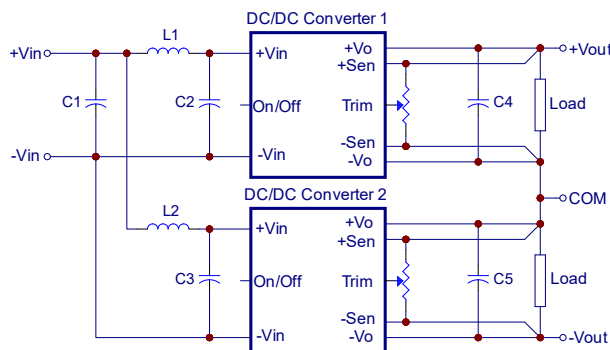 DC/DC Converter 1
L1
+Vin
+Vin
+Vo
+Vout
+Sen
C1
C2
On/Off
Trim
C4
Load
-Vin
-Vin
-Sen
-Vo
DC/DC Converter 2
COM
L2
+Vin
+Vo
+Sen
C3
On/Off
Trim
C5
Load
-Sen
-Vin
-Vo
-Vout